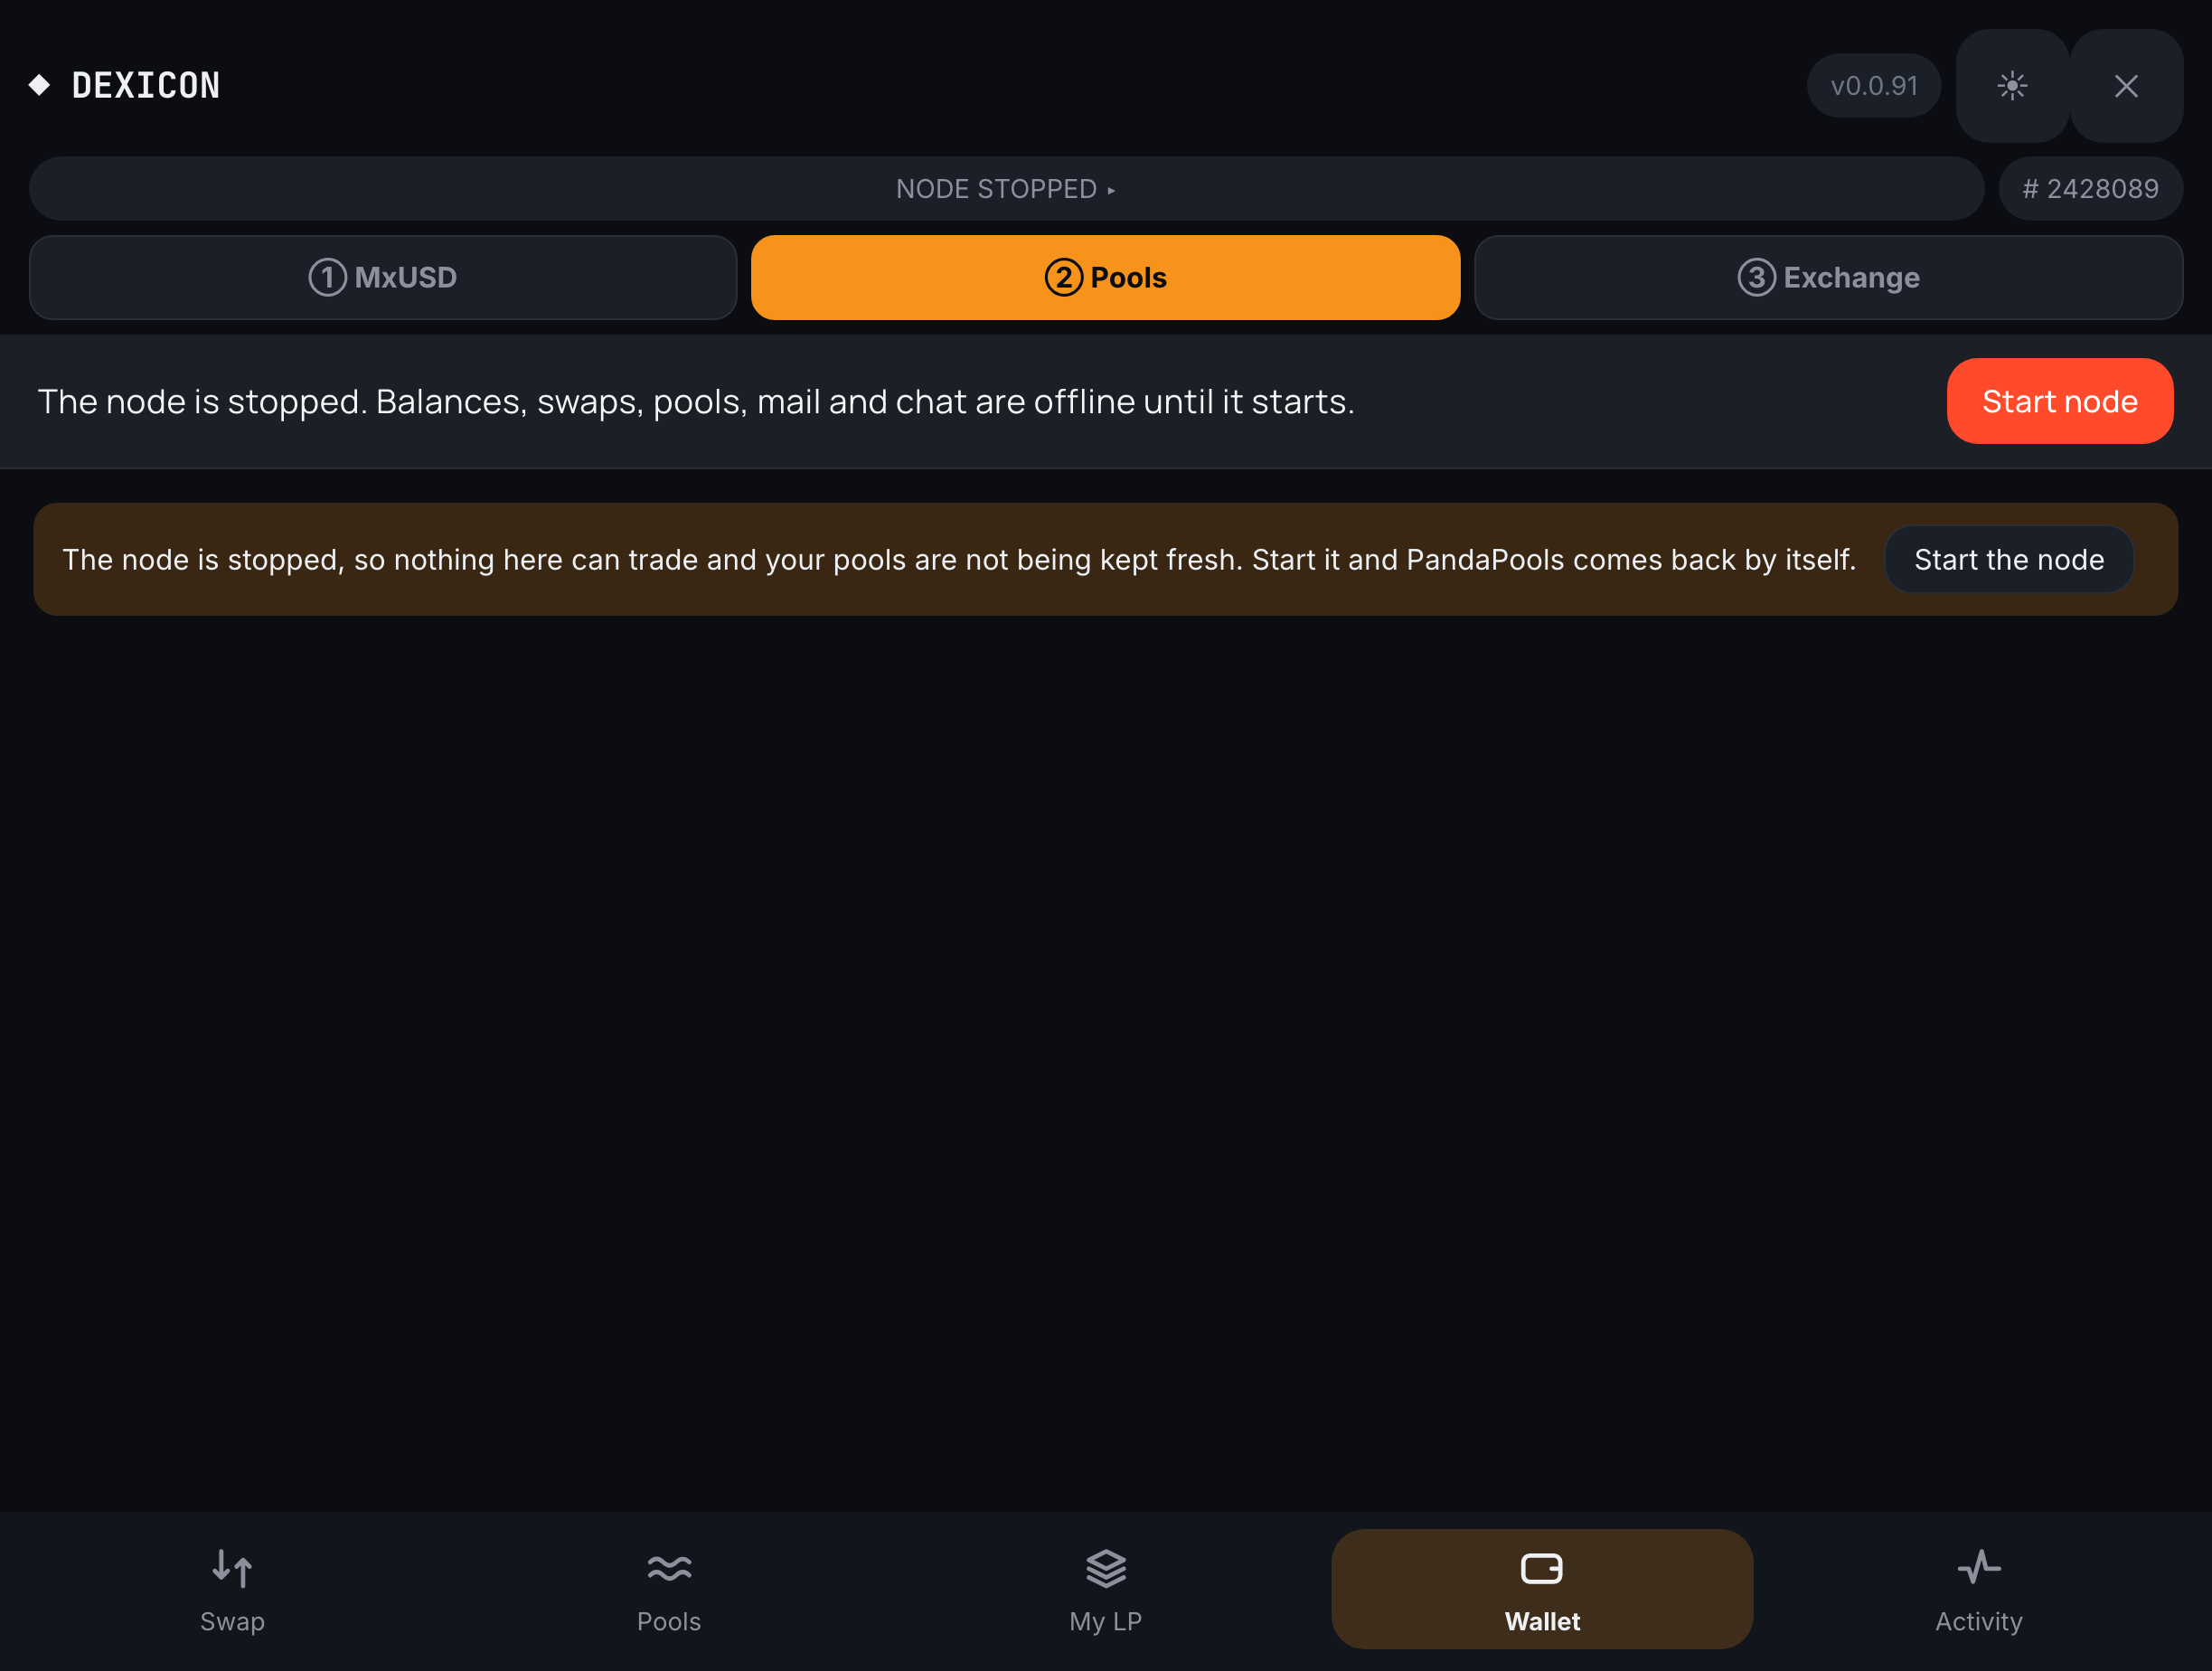 ◆ DEXICON
v0.0.91
NODE STOPPED ▸
# 2428089
① MxUSD
② Pools
③ Exchange
The node is stopped. Balances, swaps, pools, mail and chat are offline until it starts.
Start node
The node is stopped, so nothing here can trade and your pools are not being kept fresh. Start it and PandaPools comes back by itself.
Start the node
Swap
Pools
My LP
Wallet
Activity